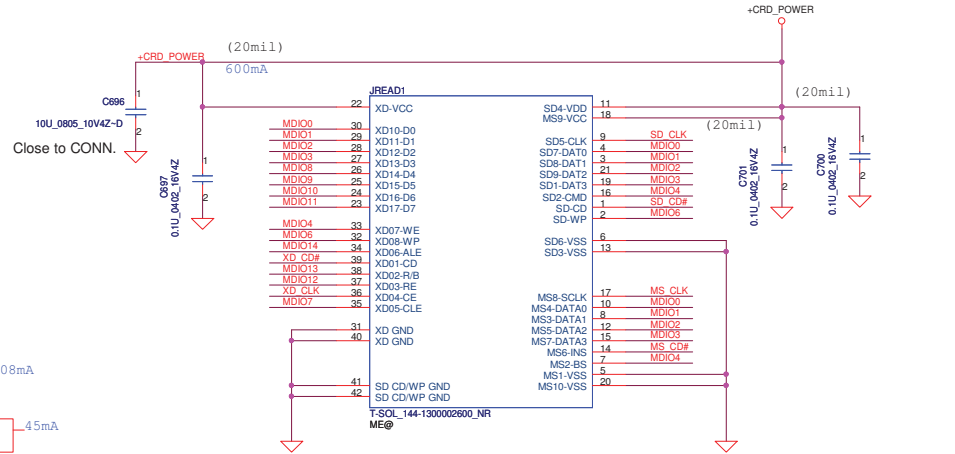 +CRD_POWER
(20mil)
+CRD_POWER
600mA
(20mil)
(20mil)
C696
1
10U_0805_10V4Z~D
2
Close to CONN.
C697
0.1U_0402_16V4Z
1
2
C701
0.1U_0402_16V4Z
1
2
C700
0.1U_0402_16V4Z
1
2
JREAD1
22 XD-VCC
MDIO0 30 XD10-D0
MDIO1 29 XD11-D1
MDIO2 28 XD12-D2
MDIO3 27 XD13-D3
MDIO8 26 XD14-D4
MDIO9 25 XD15-D5
MDIO10 24 XD16-D6
MDIO11 23 XD17-D7
MDIO4 33 XD07-WE
MDIO6 32 XD08-WP
MDIO14 34 XD06-ALE
XD_CD# 39 XD01-CD
MDIO13 38 XD02-R/B
MDIO12 37 XD03-RE
XD_CLK 36 XD04-CE
MDIO7 35 XD05-CLE
31 XD GND
40 XD GND
41 SD CD/WP GND
42 SD CD/WP GND
SD4-VDD 11
MS9-VCC 18
SD5-CLK 9 SD_CLK
SD7-DAT0 4 MDIO0
SD8-DAT1 3 MDIO1
SD9-DAT2 21 MDIO2
SD1-DAT3 19 MDIO3
SD2-CMD 16 MDIO4
SD-CD 1 SD_CD#
SD-WP 2 MDIO6
SD6-VSS 6
SD3-VSS 13
MS8-SCLK 17 MS_CLK
MS4-DATA0 10 MDIO0
MS3-DATA1 8 MDIO1
MS5-DATA2 12 MDIO2
MS7-DATA3 15 MDIO3
MS6-INS 14 MS_CD#
MS2-BS 7 MDIO4
MS1-VSS 5
MS10-VSS 20
T-SOL_144-1300002600_NR
ME@
08mA
45mA